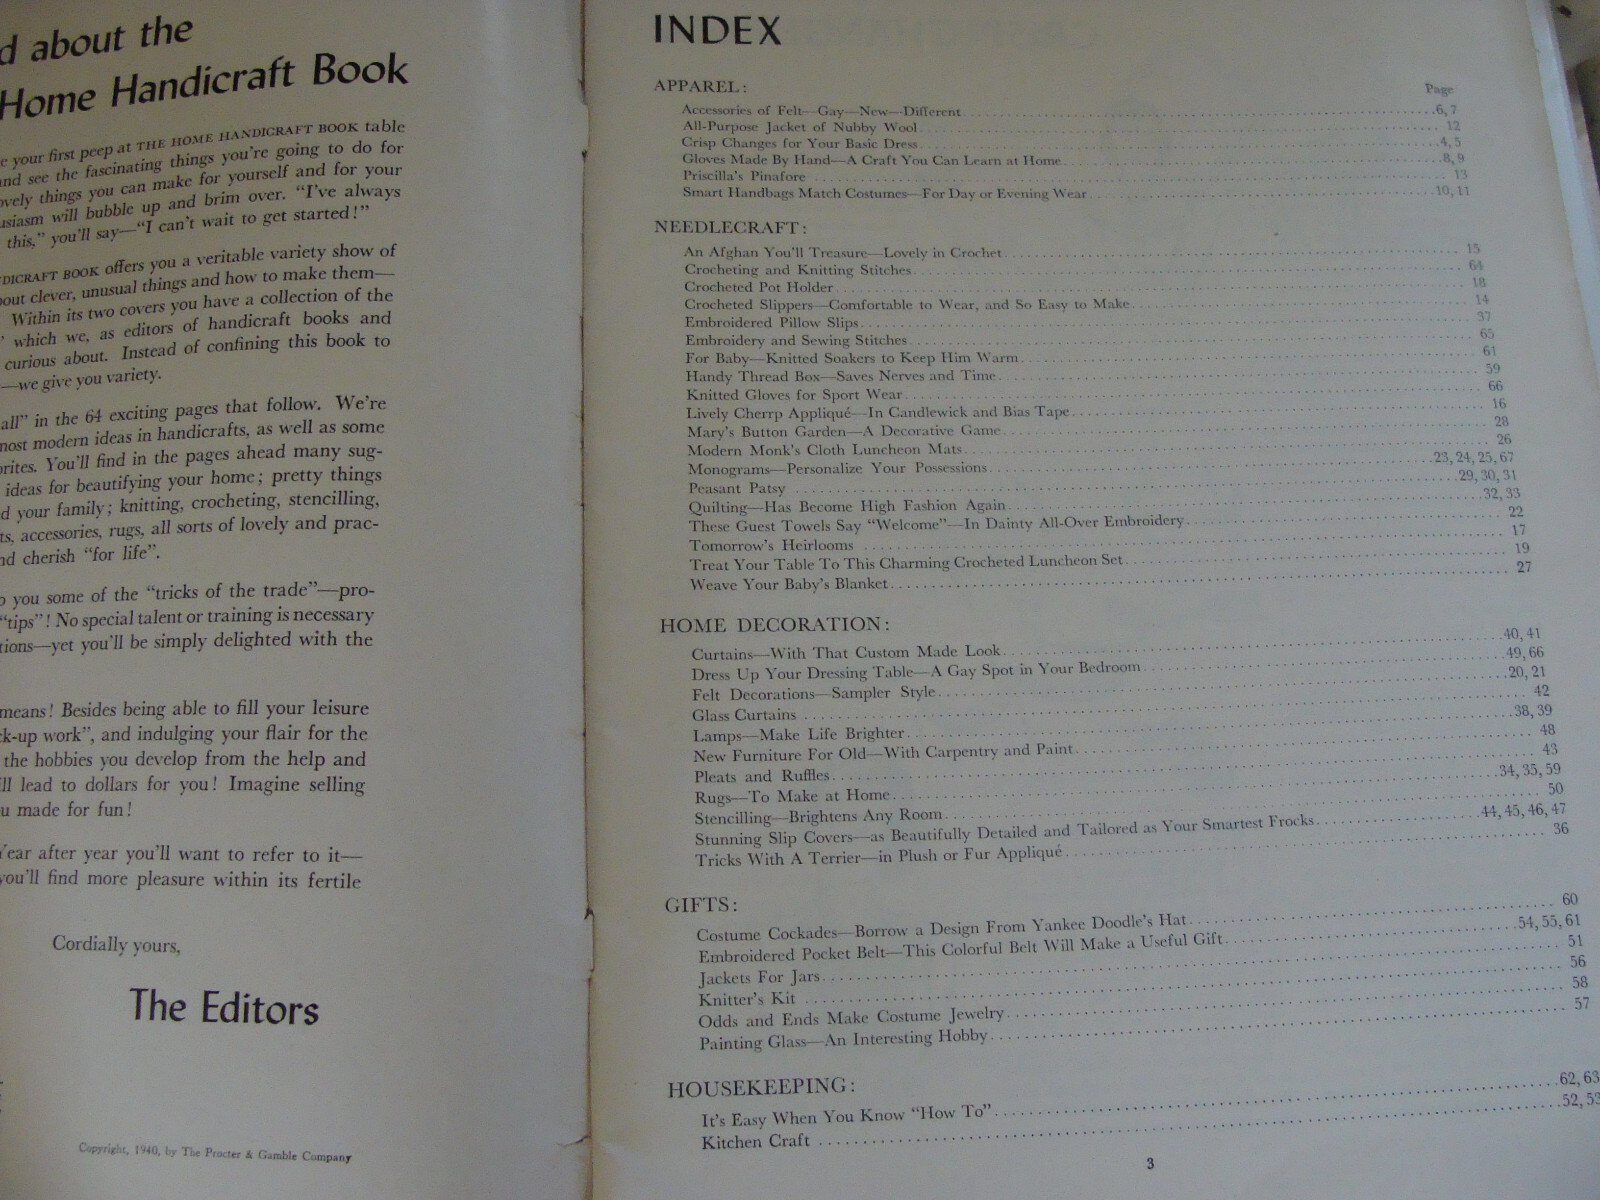 d about the
Home Handicraft Book
e your first peep at THE HOME HANDICRAFT BOOK table
nd see the fascinating things you're going to do for
ovely things you can make for yourself and for your
usiasm will bubble up and brim over. "I've always
this," you'll say—"I can't wait to get started!"
DICRAFT BOOK offers you a veritable variety show of
out clever, unusual things and how to make them—
Within its two covers you have a collection of the
" which we, as editors of handicraft books and
curious about. Instead of confining this book to
—we give you variety.
all" in the 64 exciting pages that follow. We're
most modern ideas in handicrafts, as well as some
orites. You'll find in the pages ahead many sug-
ideas for beautifying your home; pretty things
d your family; knitting, crocheting, stencilling,
ts, accessories, rugs, all sorts of lovely and prac-
nd cherish "for life".
o you some of the "tricks of the trade"—pro-
"tips"! No special talent or training is necessary
tions—yet you'll be simply delighted with the
means! Besides being able to fill your leisure
ck-up work", and indulging your flair for the
the hobbies you develop from the help and
ill lead to dollars for you! Imagine selling
u made for fun!
Year after year you'll want to refer to it—
you'll find more pleasure within its fertile
Cordially yours,
The Editors
Copyright, 1940, by The Procter & Gamble Company
INDEX
APPAREL: Page
Accessories of Felt—Gay—New—Different 6, 7
All-Purpose Jacket of Nubby Wool 12
Crisp Changes for Your Basic Dress 4, 5
Gloves Made By Hand—A Craft You Can Learn at Home 8, 9
Priscilla's Pinafore 13
Smart Handbags Match Costumes—For Day or Evening Wear 10, 11
NEEDLECRAFT:
An Afghan You'll Treasure—Lovely in Crochet 15
Crocheting and Knitting Stitches 64
Crocheted Pot Holder 18
Crocheted Slippers—Comfortable to Wear, and So Easy to Make 14
Embroidered Pillow Slips 37
Embroidery and Sewing Stitches 65
For Baby—Knitted Soakers to Keep Him Warm 61
Handy Thread Box—Saves Nerves and Time 59
Knitted Gloves for Sport Wear 66
Lively Cherrp Appliqué—In Candlewick and Bias Tape 16
Mary's Button Garden—A Decorative Game 28
Modern Monk's Cloth Luncheon Mats 26
Monograms—Personalize Your Possessions 23, 24, 25, 67
Peasant Patsy 29, 30, 31
Quilting—Has Become High Fashion Again 32, 33
These Guest Towels Say "Welcome"—In Dainty All-Over Embroidery 22
Tomorrow's Heirlooms 17
Treat Your Table To This Charming Crocheted Luncheon Set 19
Weave Your Baby's Blanket 27
HOME DECORATION:
Curtains—With That Custom Made Look 40, 41
Dress Up Your Dressing Table—A Gay Spot in Your Bedroom 49, 66
Felt Decorations—Sampler Style 20, 21
Glass Curtains 42
Lamps—Make Life Brighter 38, 39
New Furniture For Old—With Carpentry and Paint 48
Pleats and Ruffles 43
Rugs—To Make at Home 34, 35, 59
Stencilling—Brightens Any Room 50
Stunning Slip Covers—as Beautifully Detailed and Tailored as Your Smartest Frocks 44, 45, 46, 47
Tricks With A Terrier—in Plush or Fur Appliqué 36
GIFTS:
Costume Cockades—Borrow a Design From Yankee Doodle's Hat 60
Embroidered Pocket Belt—This Colorful Belt Will Make a Useful Gift 54, 55, 61
Jackets For Jars 51
Knitter's Kit 56
Odds and Ends Make Costume Jewelry 58
Painting Glass—An Interesting Hobby 57
HOUSEKEEPING:
It's Easy When You Know "How To" 62, 63
Kitchen Craft 52, 53
3